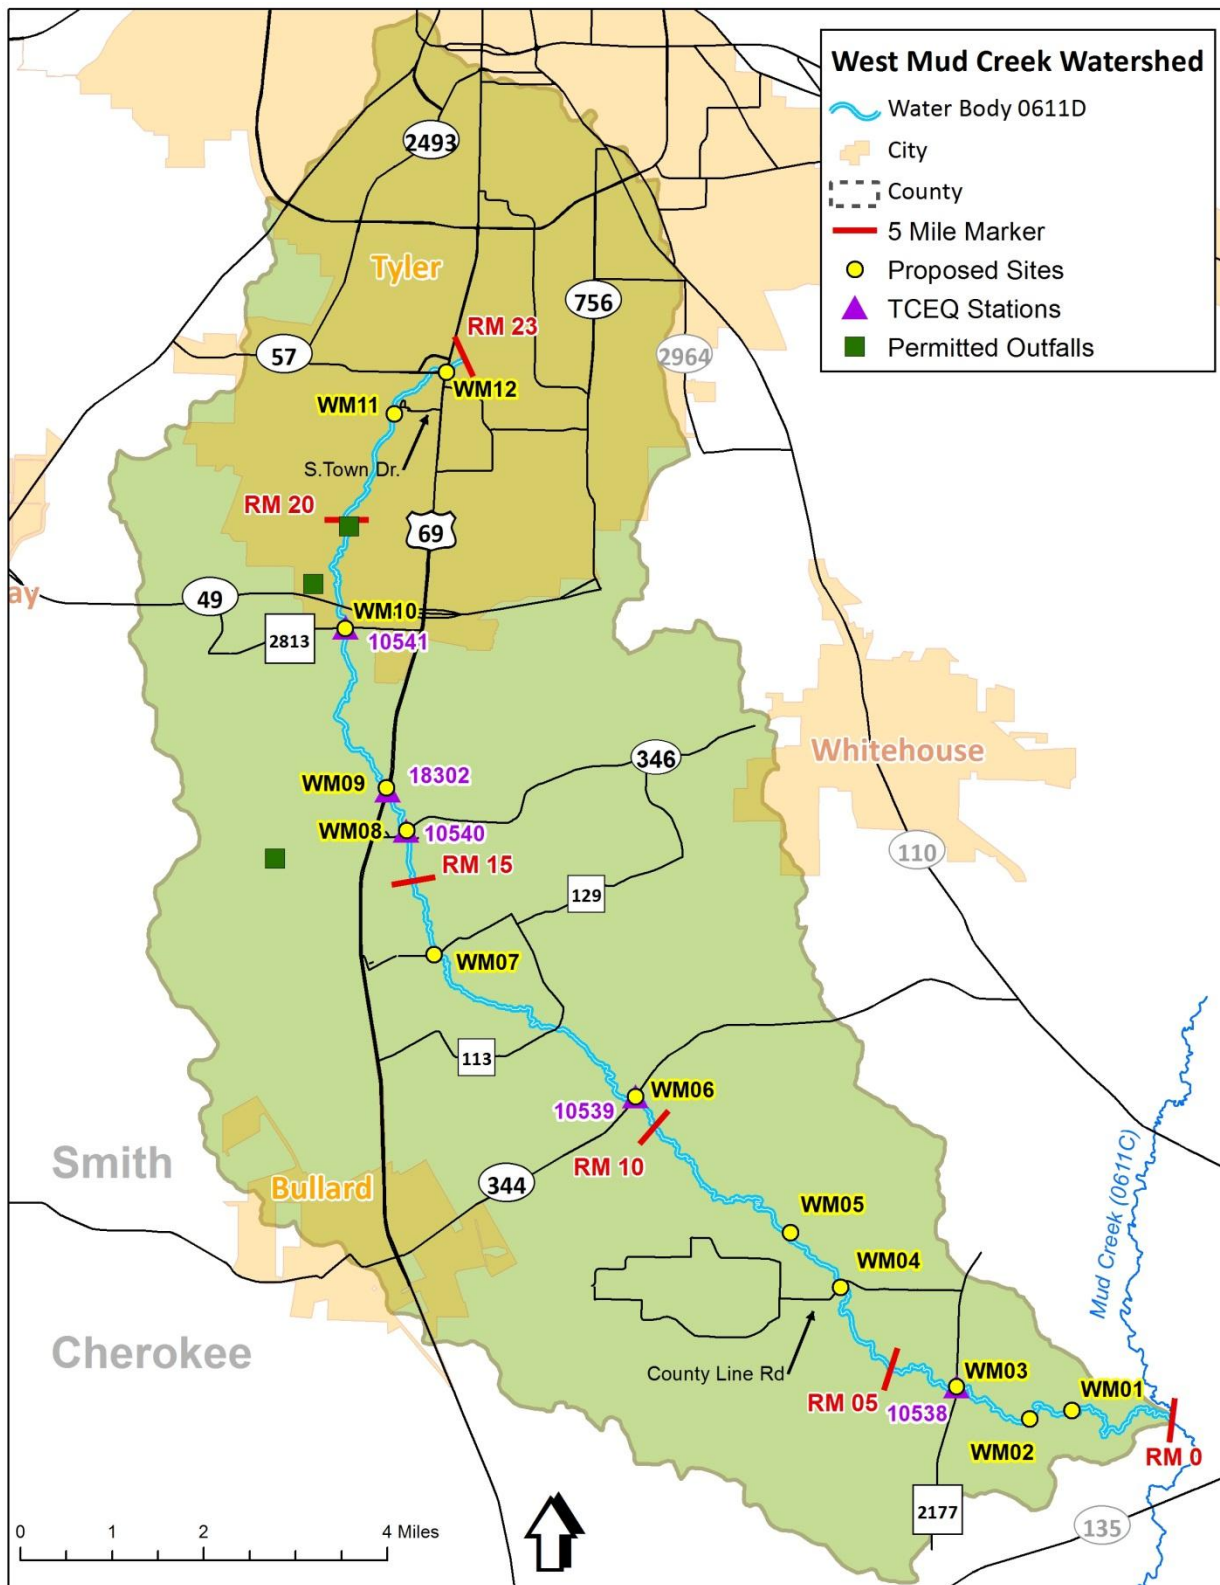 West Mud Creek Watershed
Water Body 0611D
City
County
5 Mile Marker
Proposed Sites
TCEQ Stations
Permitted Outfalls
2493
Tyler
756
RM 23
57
2964
WM12
WM11
S.Town Dr.
RM 20
69
ay
49
WM10
2813
10541
Whitehouse
346
WM09
18302
WM08
10540
110
RM 15
129
WM07
113
WM06
10539
RM 10
Smith
Bullard
344
Mud Creek (0611C)
WM05
WM04
Cherokee
County Line Rd
WM03
WM01
RM 05
10538
WM02
RM 0
2177
135
0 1 2 4 Miles